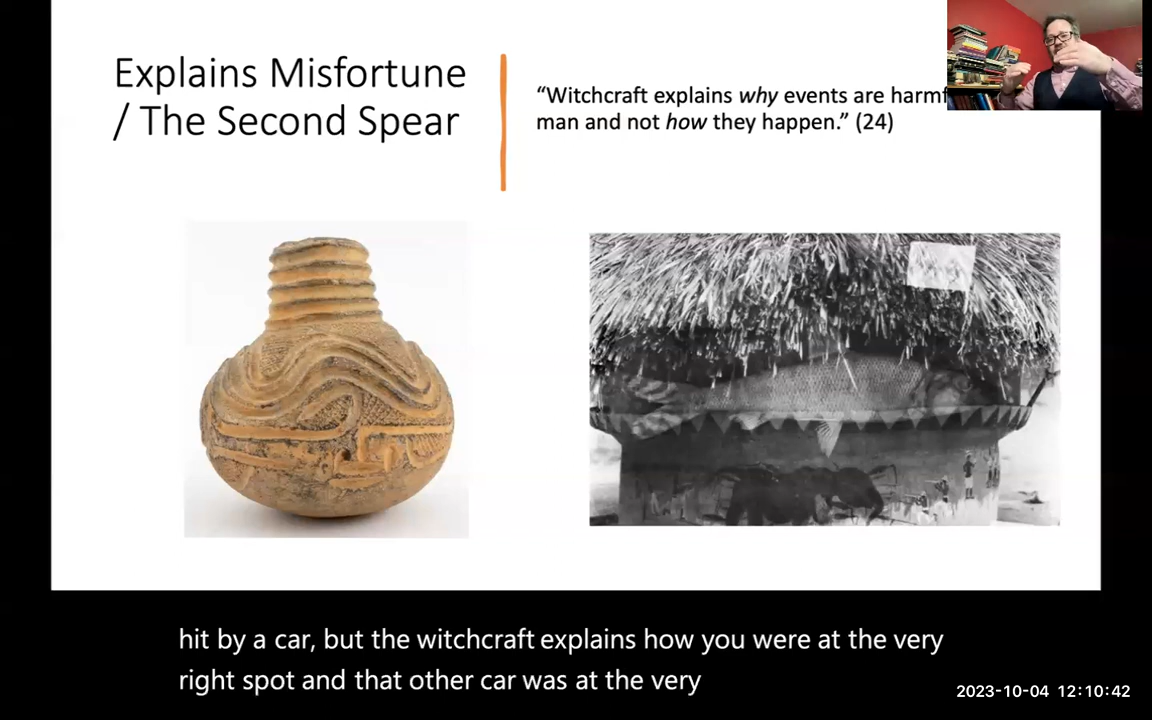 Explains Misfortune
/ The Second Spear
“Witchcraft explains why events are
man and not how they happen.” (24)
hit by a car, but the witchcraft explains how you were at the very
right spot and that other car was at the very
2023-10-04 12:10:42